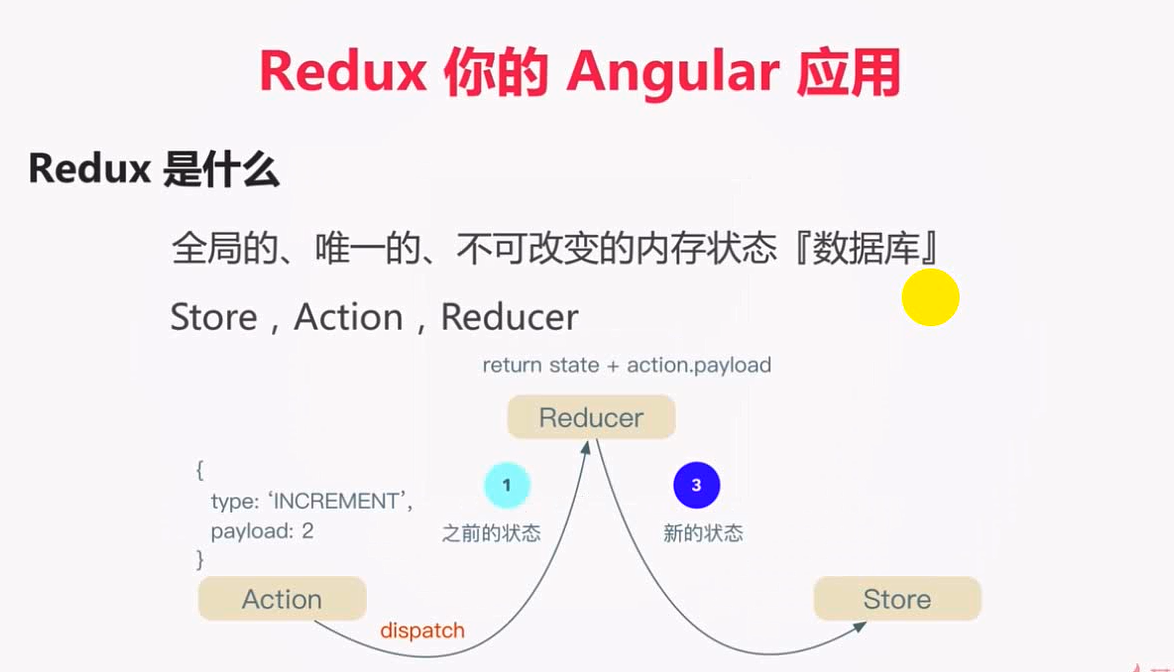 Redux 你的 Angular 应用
Redux 是什么
全局的、唯一的、不可改变的内存状态『数据库』
Store，Action，Reducer
return state + action.payload
Reducer
{
type: ‘INCREMENT’,
payload: 2
}
1
之前的状态
3
新的状态
Action
dispatch
Store